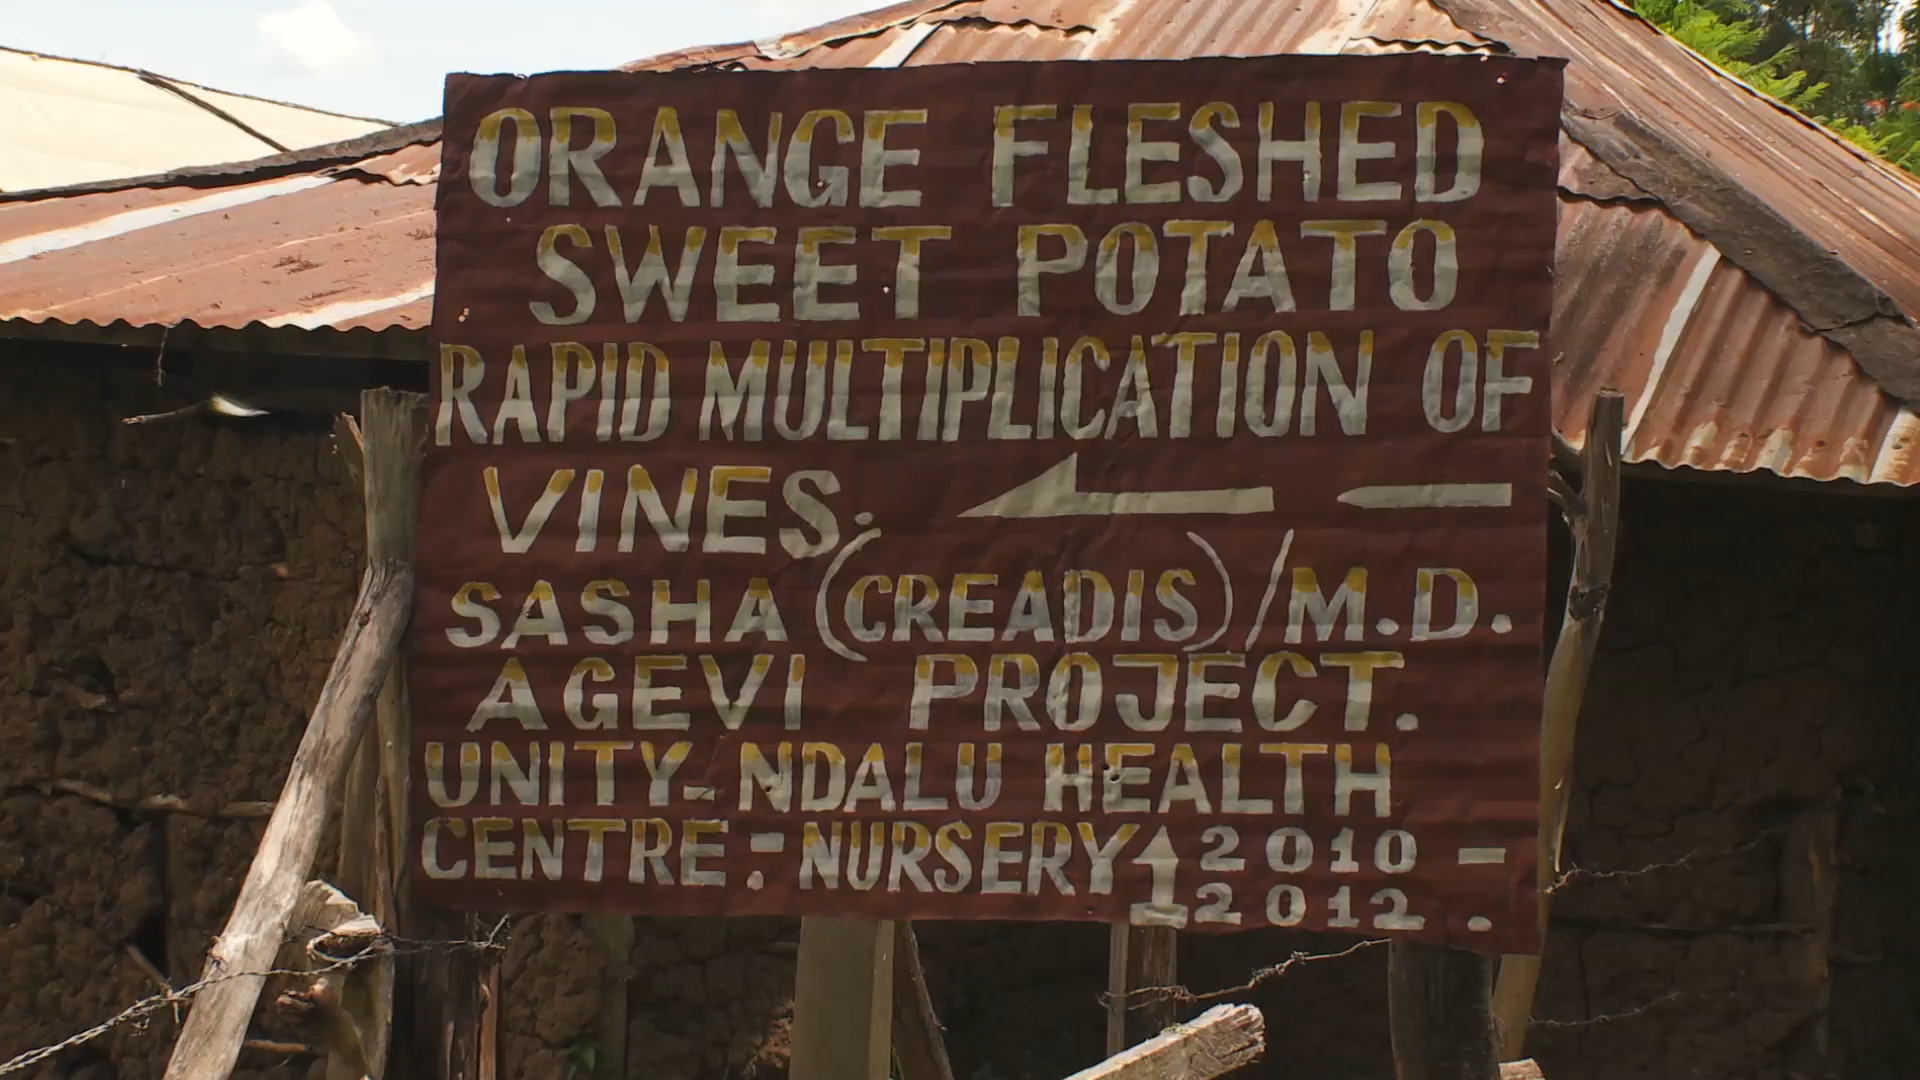 ORANGE FLESHED
SWEET POTATO
RAPID MULTIPLICATION OF
VINES.
SASHA (CREADIS)/M.D.
AGEVI PROJECT.
UNITY-NDALU HEALTH
CENTRE:- NURSERY 1 2010 -
2012.